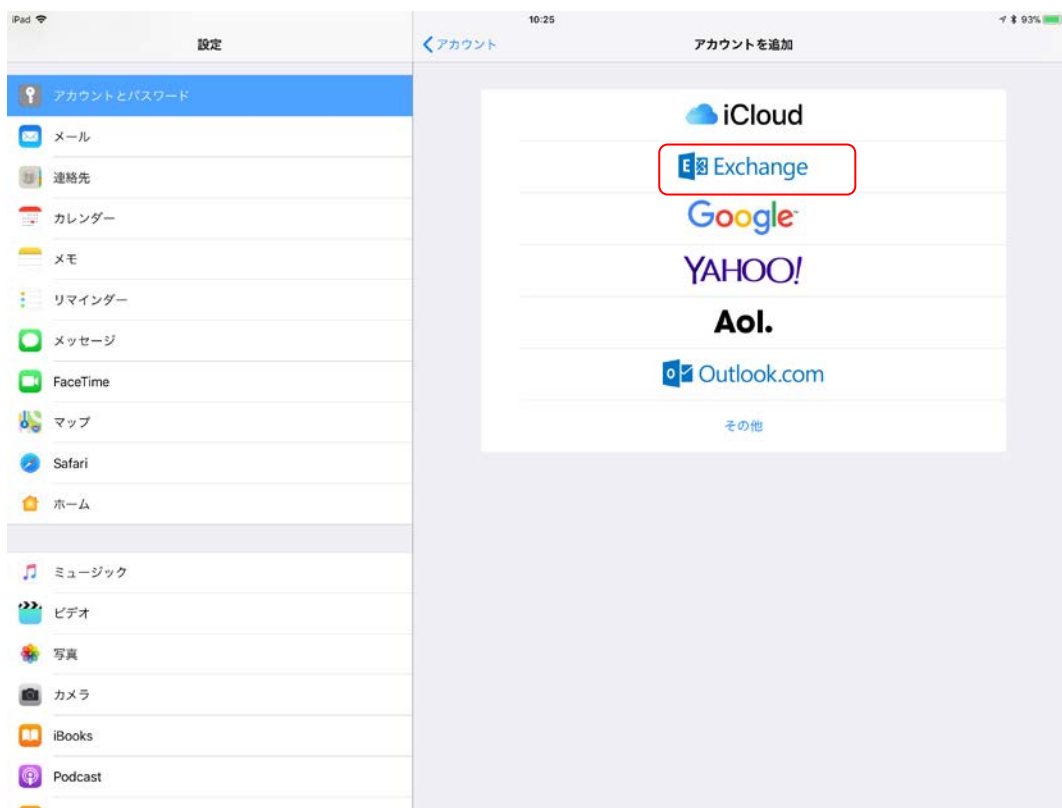 iPad 10:25 93%
設定
アカウントとパスワード
メール
連絡先
カレンダー
メモ
リマインダー
メッセージ
FaceTime
マップ
Safari
ホーム
ミュージック
ビデオ
写真
カメラ
iBooks
Podcast
アカウント アカウントを追加
iCloud
E Exchange
Google
YAHOO!
Aol.
o Outlook.com
その他